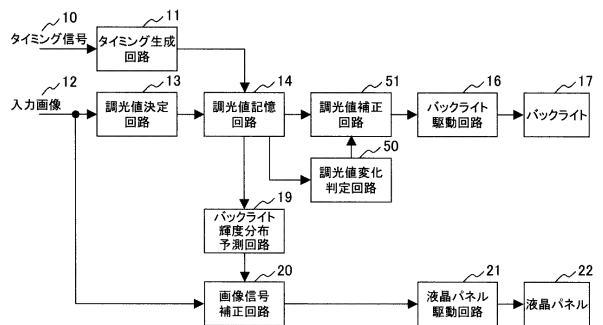 10
タイミング信号
11
タイミング生成
回路
12
入力画像
13
調光値決定
回路
14
調光値記憶
回路
51
調光値補正
回路
16
バックライト
駆動回路
17
バックライト
50
調光値変化
判定回路
19
バックライト
輝度分布
予測回路
20
画像信号
補正回路
21
液晶パネル
駆動回路
22
液晶パネル